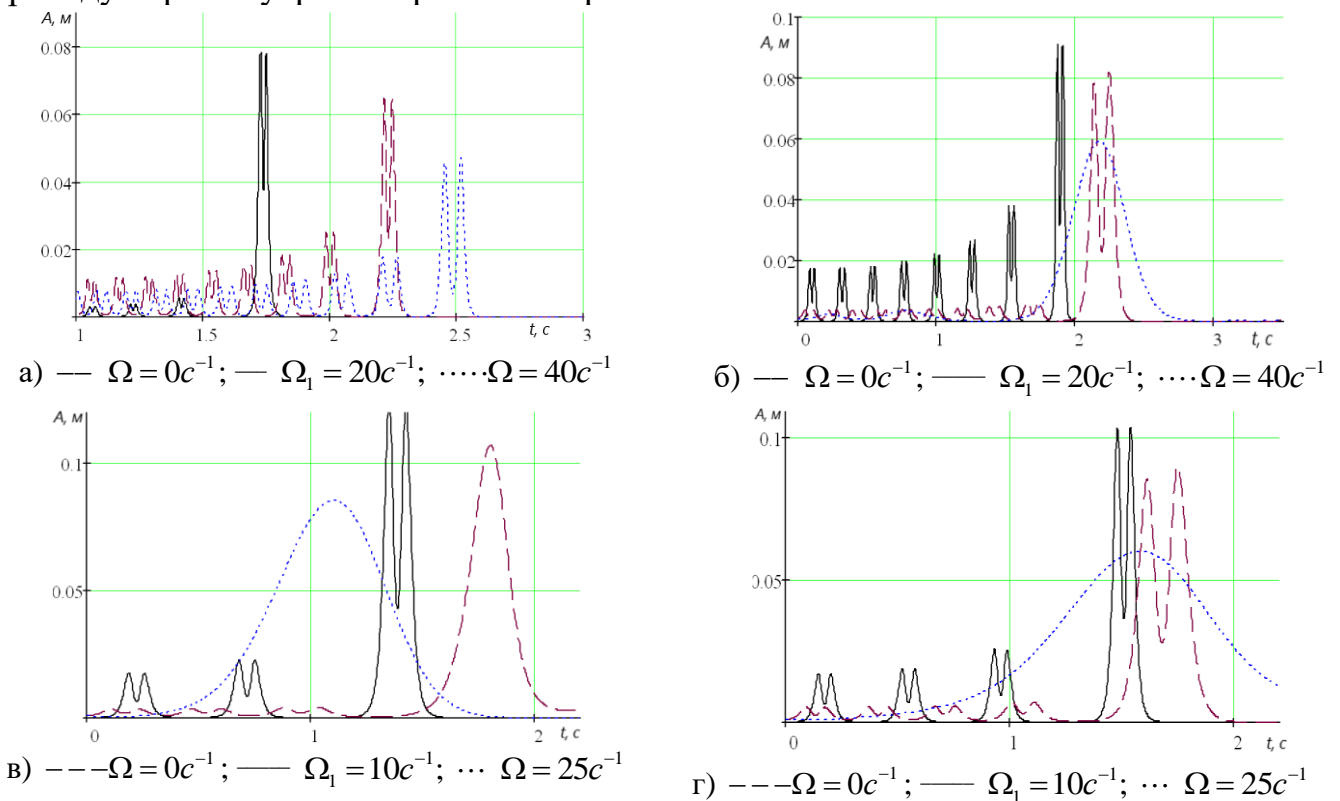 A, м
0.08
0.06
0.04
0.02
1 1.5 2 2.5 3
t, с
а) –– Ω = 0c⁻¹; — Ω₁ = 20c⁻¹; ····· Ω = 40c⁻¹
0.1
A, м
0.08
0.06
0.04
0.02
0 1 2 3
t, с
б) –– Ω = 0c⁻¹; —— Ω₁ = 20c⁻¹; ···· Ω = 40c⁻¹
A, м
0.1
0.05
0 1 2
t, с
в) – – – Ω = 0c⁻¹; —— Ω₁ = 10c⁻¹; ··· Ω = 25c⁻¹
A, м
0.1
0.05
0 1 2
t, с
г) – – – Ω = 0c⁻¹; —— Ω₁ = 10c⁻¹; ··· Ω = 25c⁻¹